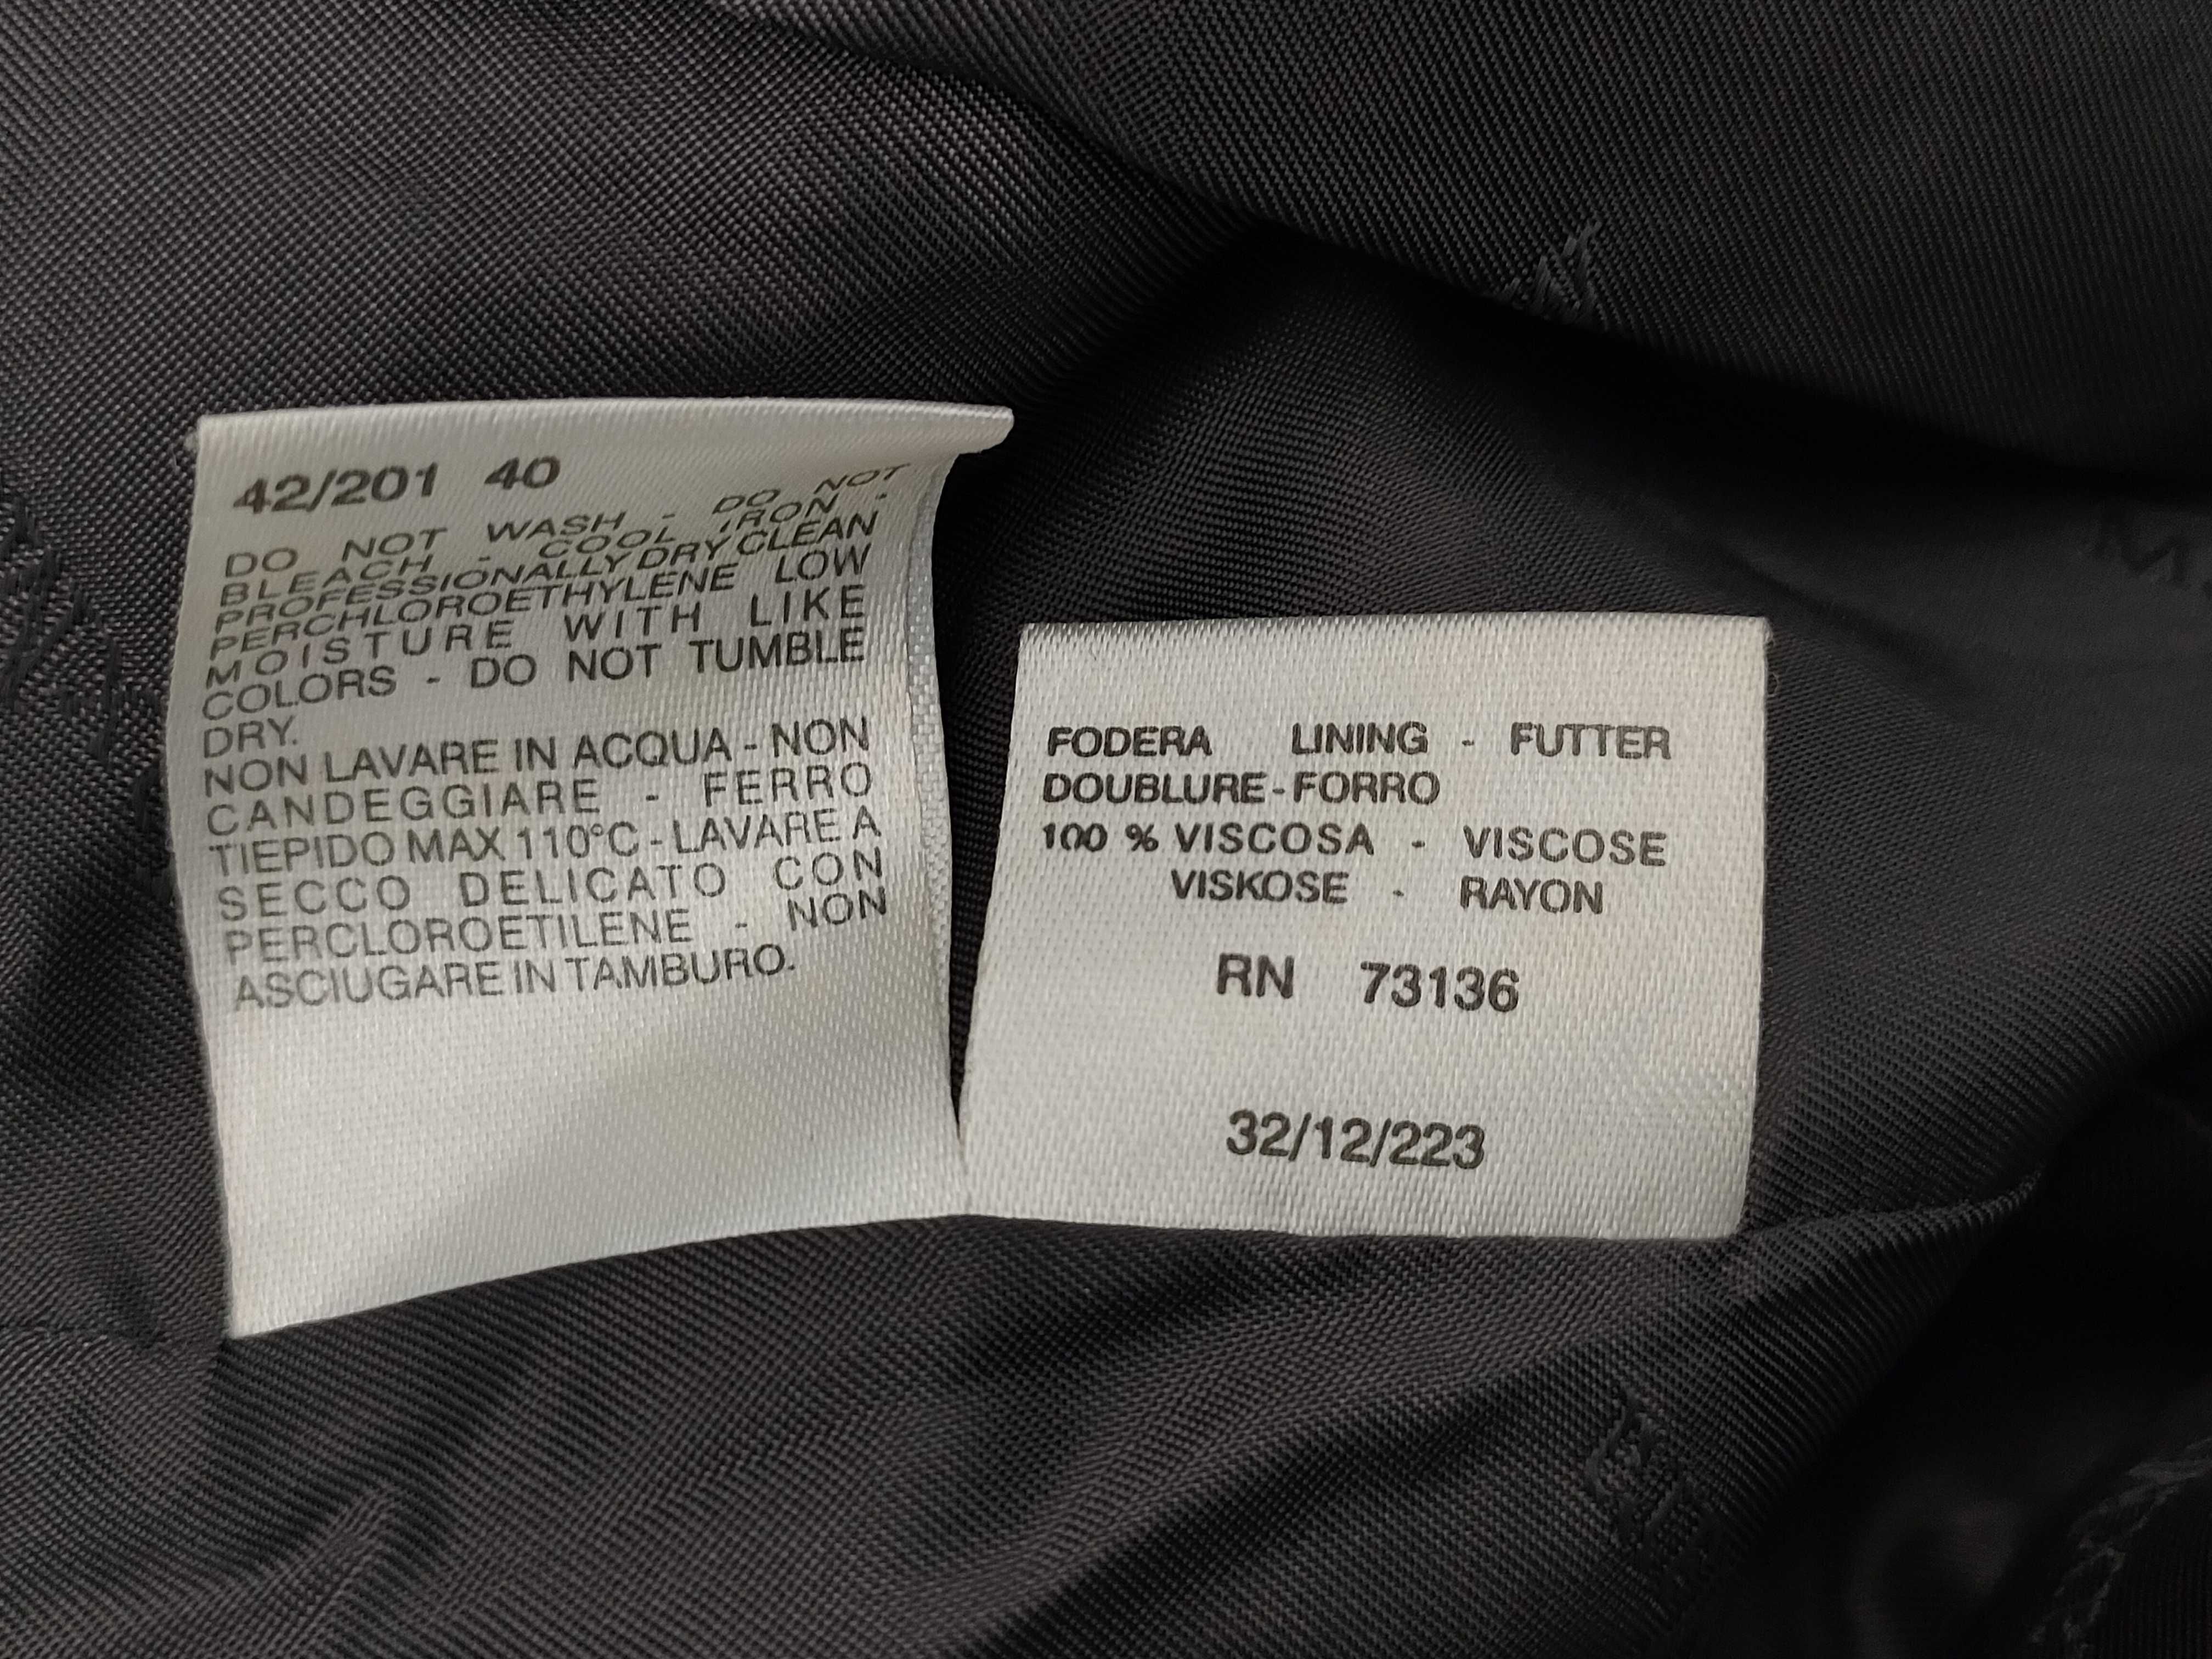 42/201 40
DO NOT WASH - DO NOT
BLEACH - COOL IRON -
PROFESSIONALLY DRY CLEAN
PERCHLOROETHYLENE LOW
MOISTURE WITH LIKE
COLORS - DO NOT TUMBLE
DRY.
NON LAVARE IN ACQUA - NON
CANDEGGIARE - FERRO
TIEPIDO MAX 110°C - LAVARE A
SECCO DELICATO CON
PERCLOROETILENE - NON
ASCIUGARE IN TAMBURO.
FODERA LINING - FUTTER
DOUBLURE - FORRO
100 % VISCOSA - VISCOSE
VISKOSE - RAYON
RN 73136
32/12/223